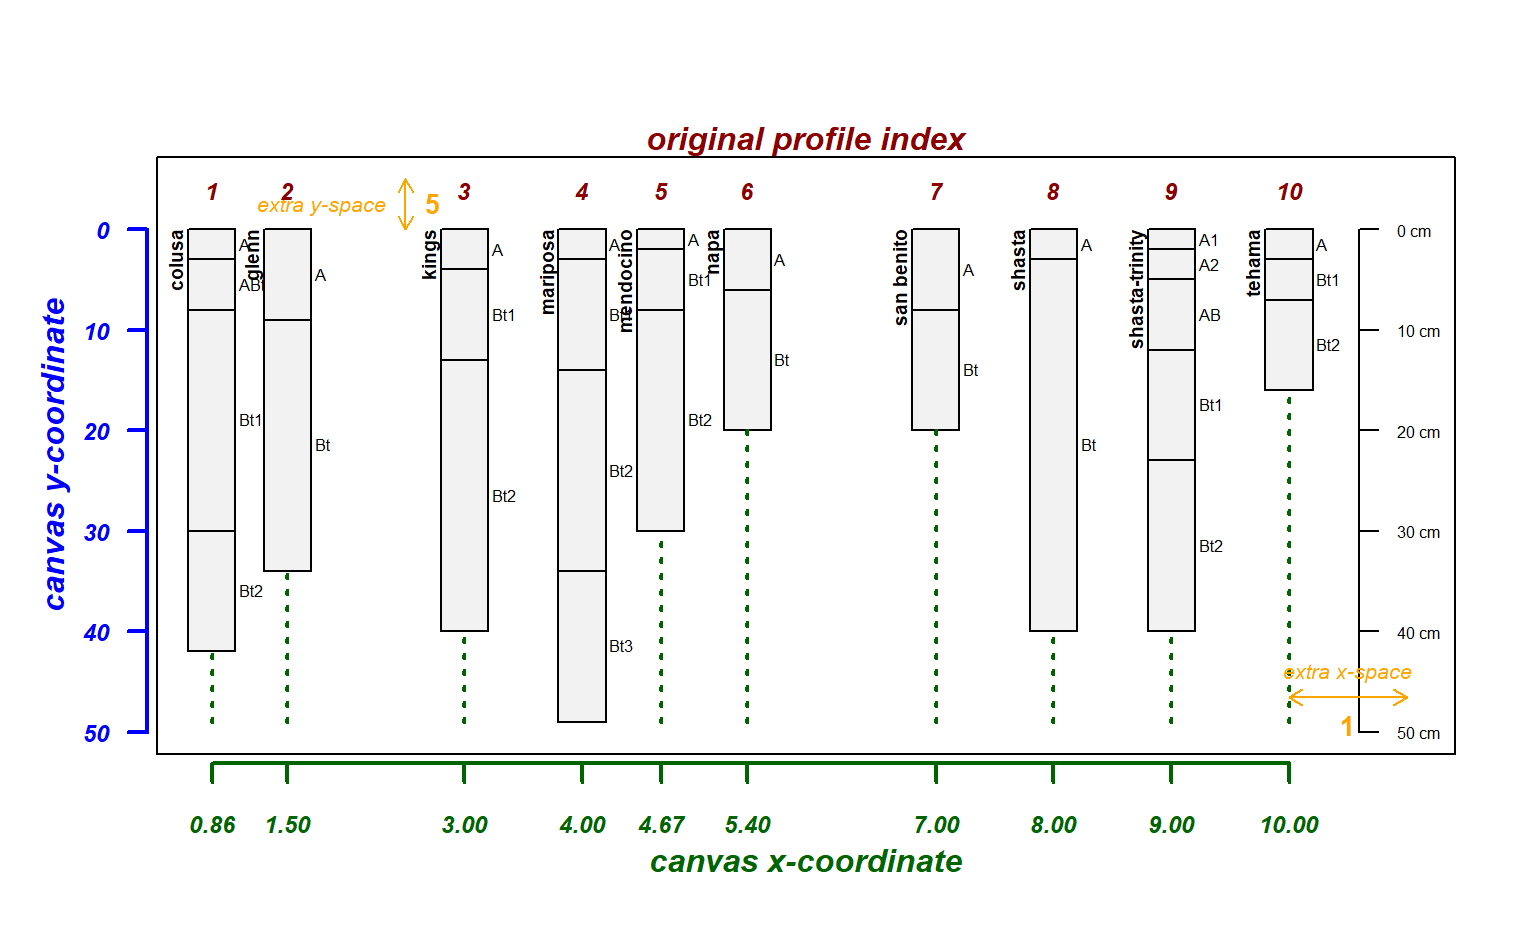 original profile index
1 2 3 4 5 6 7 8 9 10
extra y-space 5
canvas y-coordinate
0
10
20
30
40
50
colusa
A
ABt
Bt1
Bt2
glenn
A
Bt
kings
A
Bt1
Bt2
mariposa
A
Bt1
Bt2
Bt3
mendocino
A
Bt1
Bt2
napa
A
Bt
san benito
A
Bt
shasta
A
Bt
shasta-trinity
A1
A2
AB
Bt1
Bt2
tehama
A
Bt1
Bt2
0 cm
10 cm
20 cm
30 cm
40 cm
50 cm
extra x-space
1
0.86 1.50 3.00 4.00 4.67 5.40 7.00 8.00 9.00 10.00
canvas x-coordinate